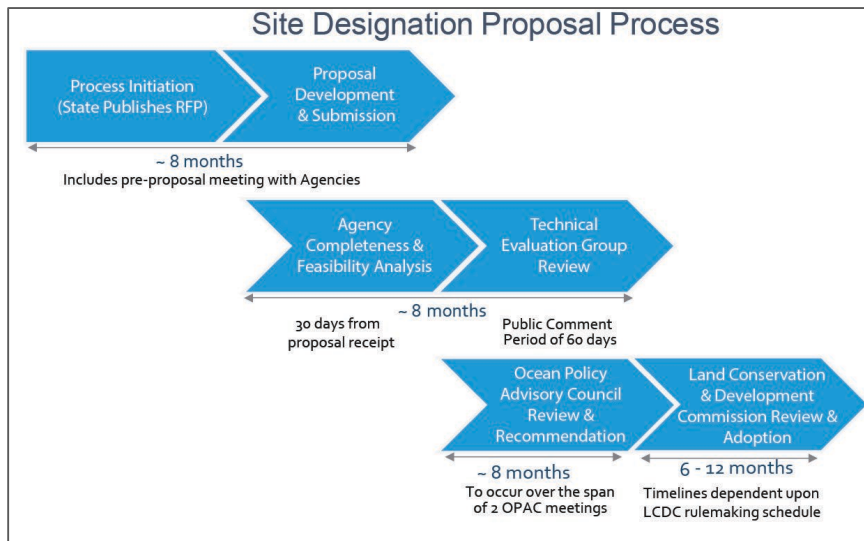 Site Designation Proposal Process
Process Initiation
(State Publishes RFP)
Proposal
Development
& Submission
~ 8 months
Includes pre-proposal meeting with Agencies
Agency
Completeness &
Feasibility Analysis
Technical
Evaluation Group
Review
~ 8 months
30 days from
proposal receipt
Public Comment
Period of 60 days
Ocean Policy
Advisory Council
Review &
Recommendation
Land Conservation
& Development
Commission Review &
Adoption
~ 8 months
To occur over the span
of 2 OPAC meetings
6 - 12 months
Timelines dependent upon
LCDC rulemaking schedule